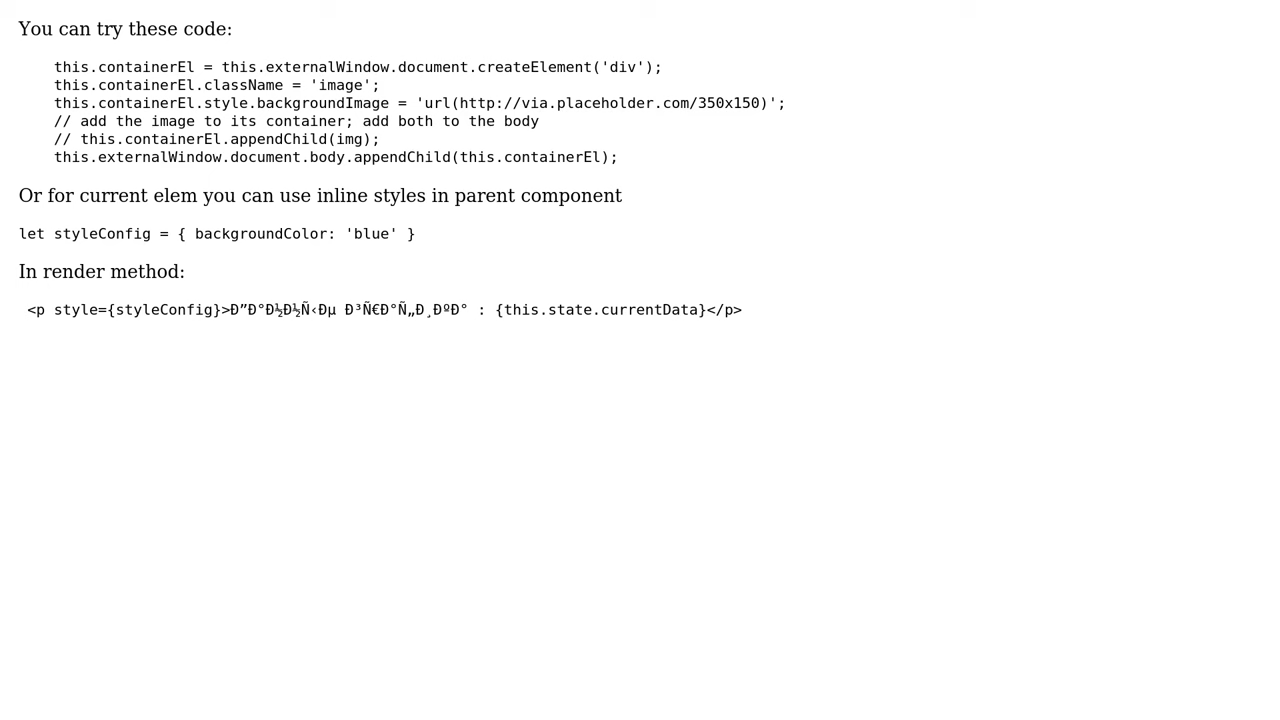 You can try these code:
this.containerEl = this.externalWindow.document.createElement('div');
this.containerEl.className = 'image';
this.containerEl.style.backgroundImage = 'url(http://via.placeholder.com/350x150)';
// add the image to its container; add both to the body
// this.containerEl.appendChild(img);
this.externalWindow.document.body.appendChild(this.containerEl);
Or for current elem you can use inline styles in parent component
let styleConfig = { backgroundColor: 'blue' }
In render method:
<p style={styleConfig}>Ð”Ð°Ð½Ð½Ñ‹Ðµ Ð³Ñ€Ð°Ñ„Ð¸ÐºÐ° : {this.state.currentData}</p>